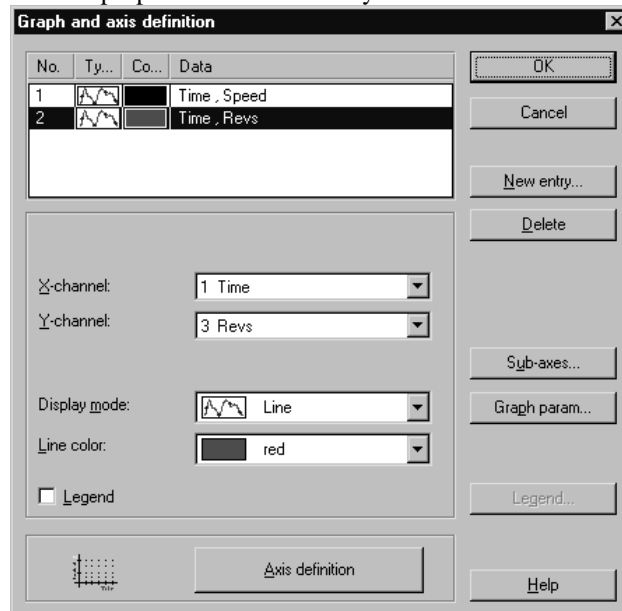 Graph and axis definition
No. Ty... Co... Data
1 Time , Speed
2 Time , Revs
OK
Cancel
New entry...
Delete
X-channel: 1 Time
Y-channel: 3 Revs
Sub-axes...
Display mode: Line
Graph param...
Line color: red
Legend
Legend...
Axis definition
Help